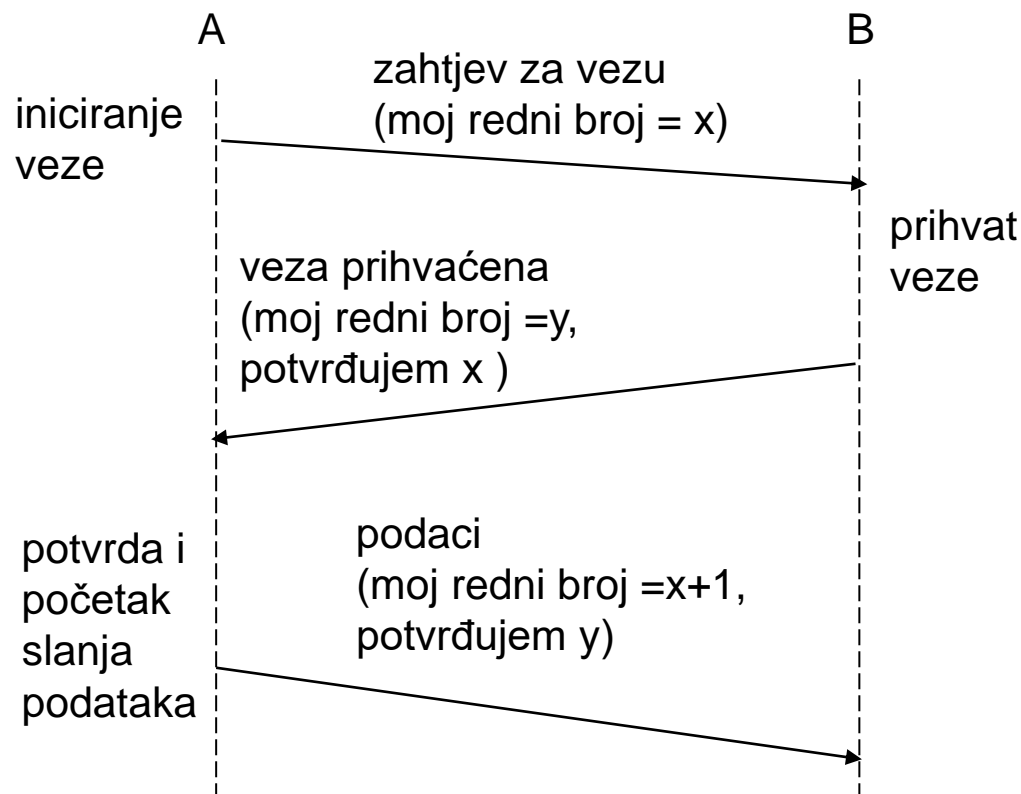 A
B
zahtjev za vezu
(moj redni broj = x)
iniciranje
veze
prihvat
veze
veza prihvaćena
(moj redni broj =y,
potvrđujem x )
potvrda i
početak
slanja
podataka
podaci
(moj redni broj =x+1,
potvrđujem y)